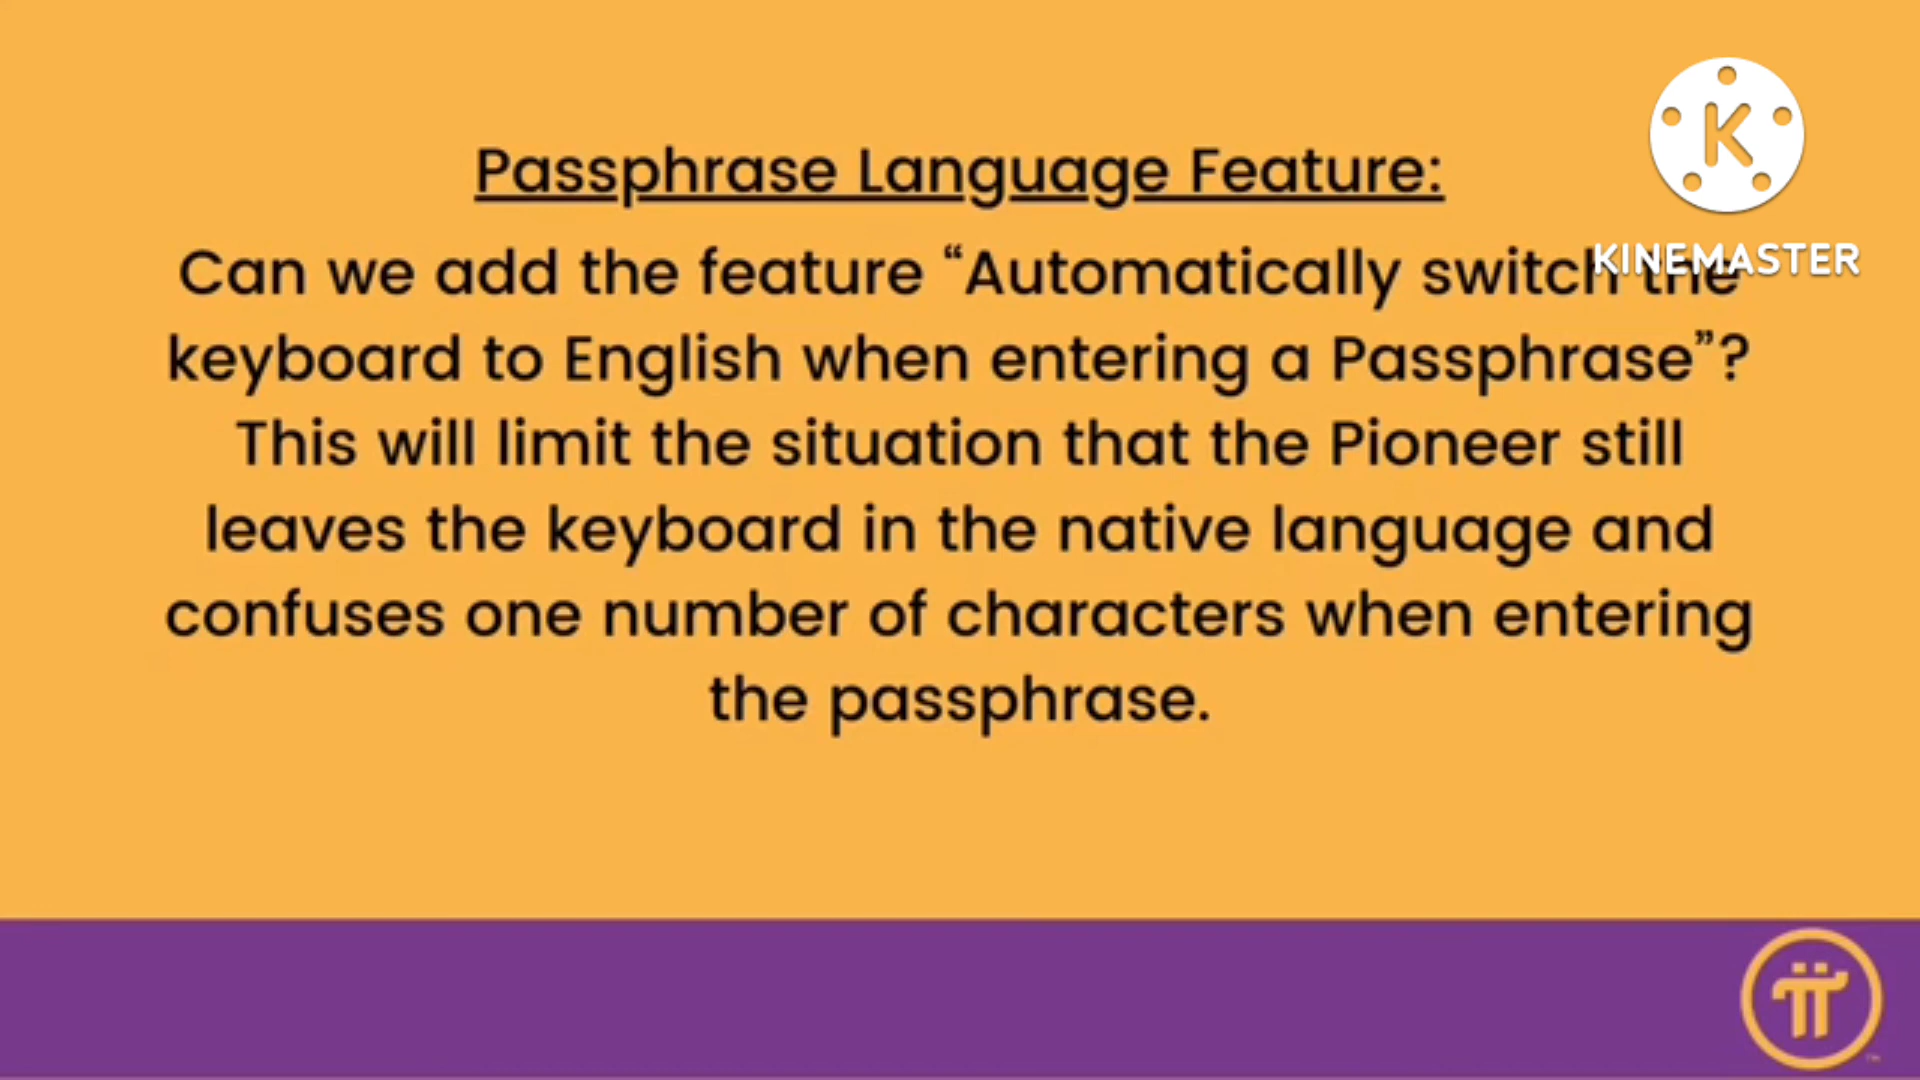 Passphrase Language Feature:
Can we add the feature “Automatically switch the
keyboard to English when entering a Passphrase”?
This will limit the situation that the Pioneer still
leaves the keyboard in the native language and
confuses one number of characters when entering
the passphrase.
KINEMASTER